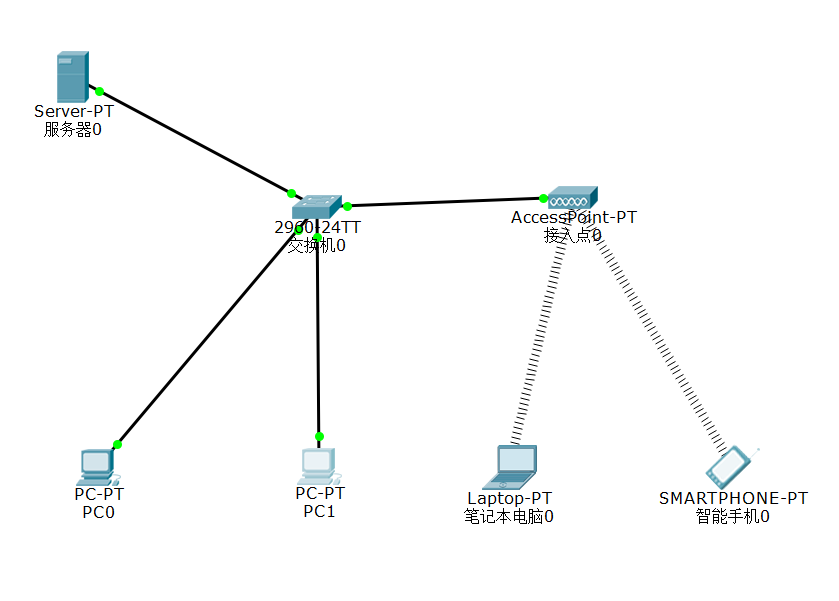 Server-PT
服务器0
2960-24TT
交换机0
AccessPoint-PT
接入点0
PC-PT
PC0
PC-PT
PC1
Laptop-PT
笔记本电脑0
SMARTPHONE-PT
智能手机0